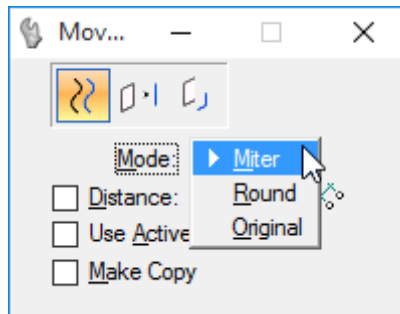 Mov...
Mode: Miter
Distance: Round
Use Active Original
Make Copy